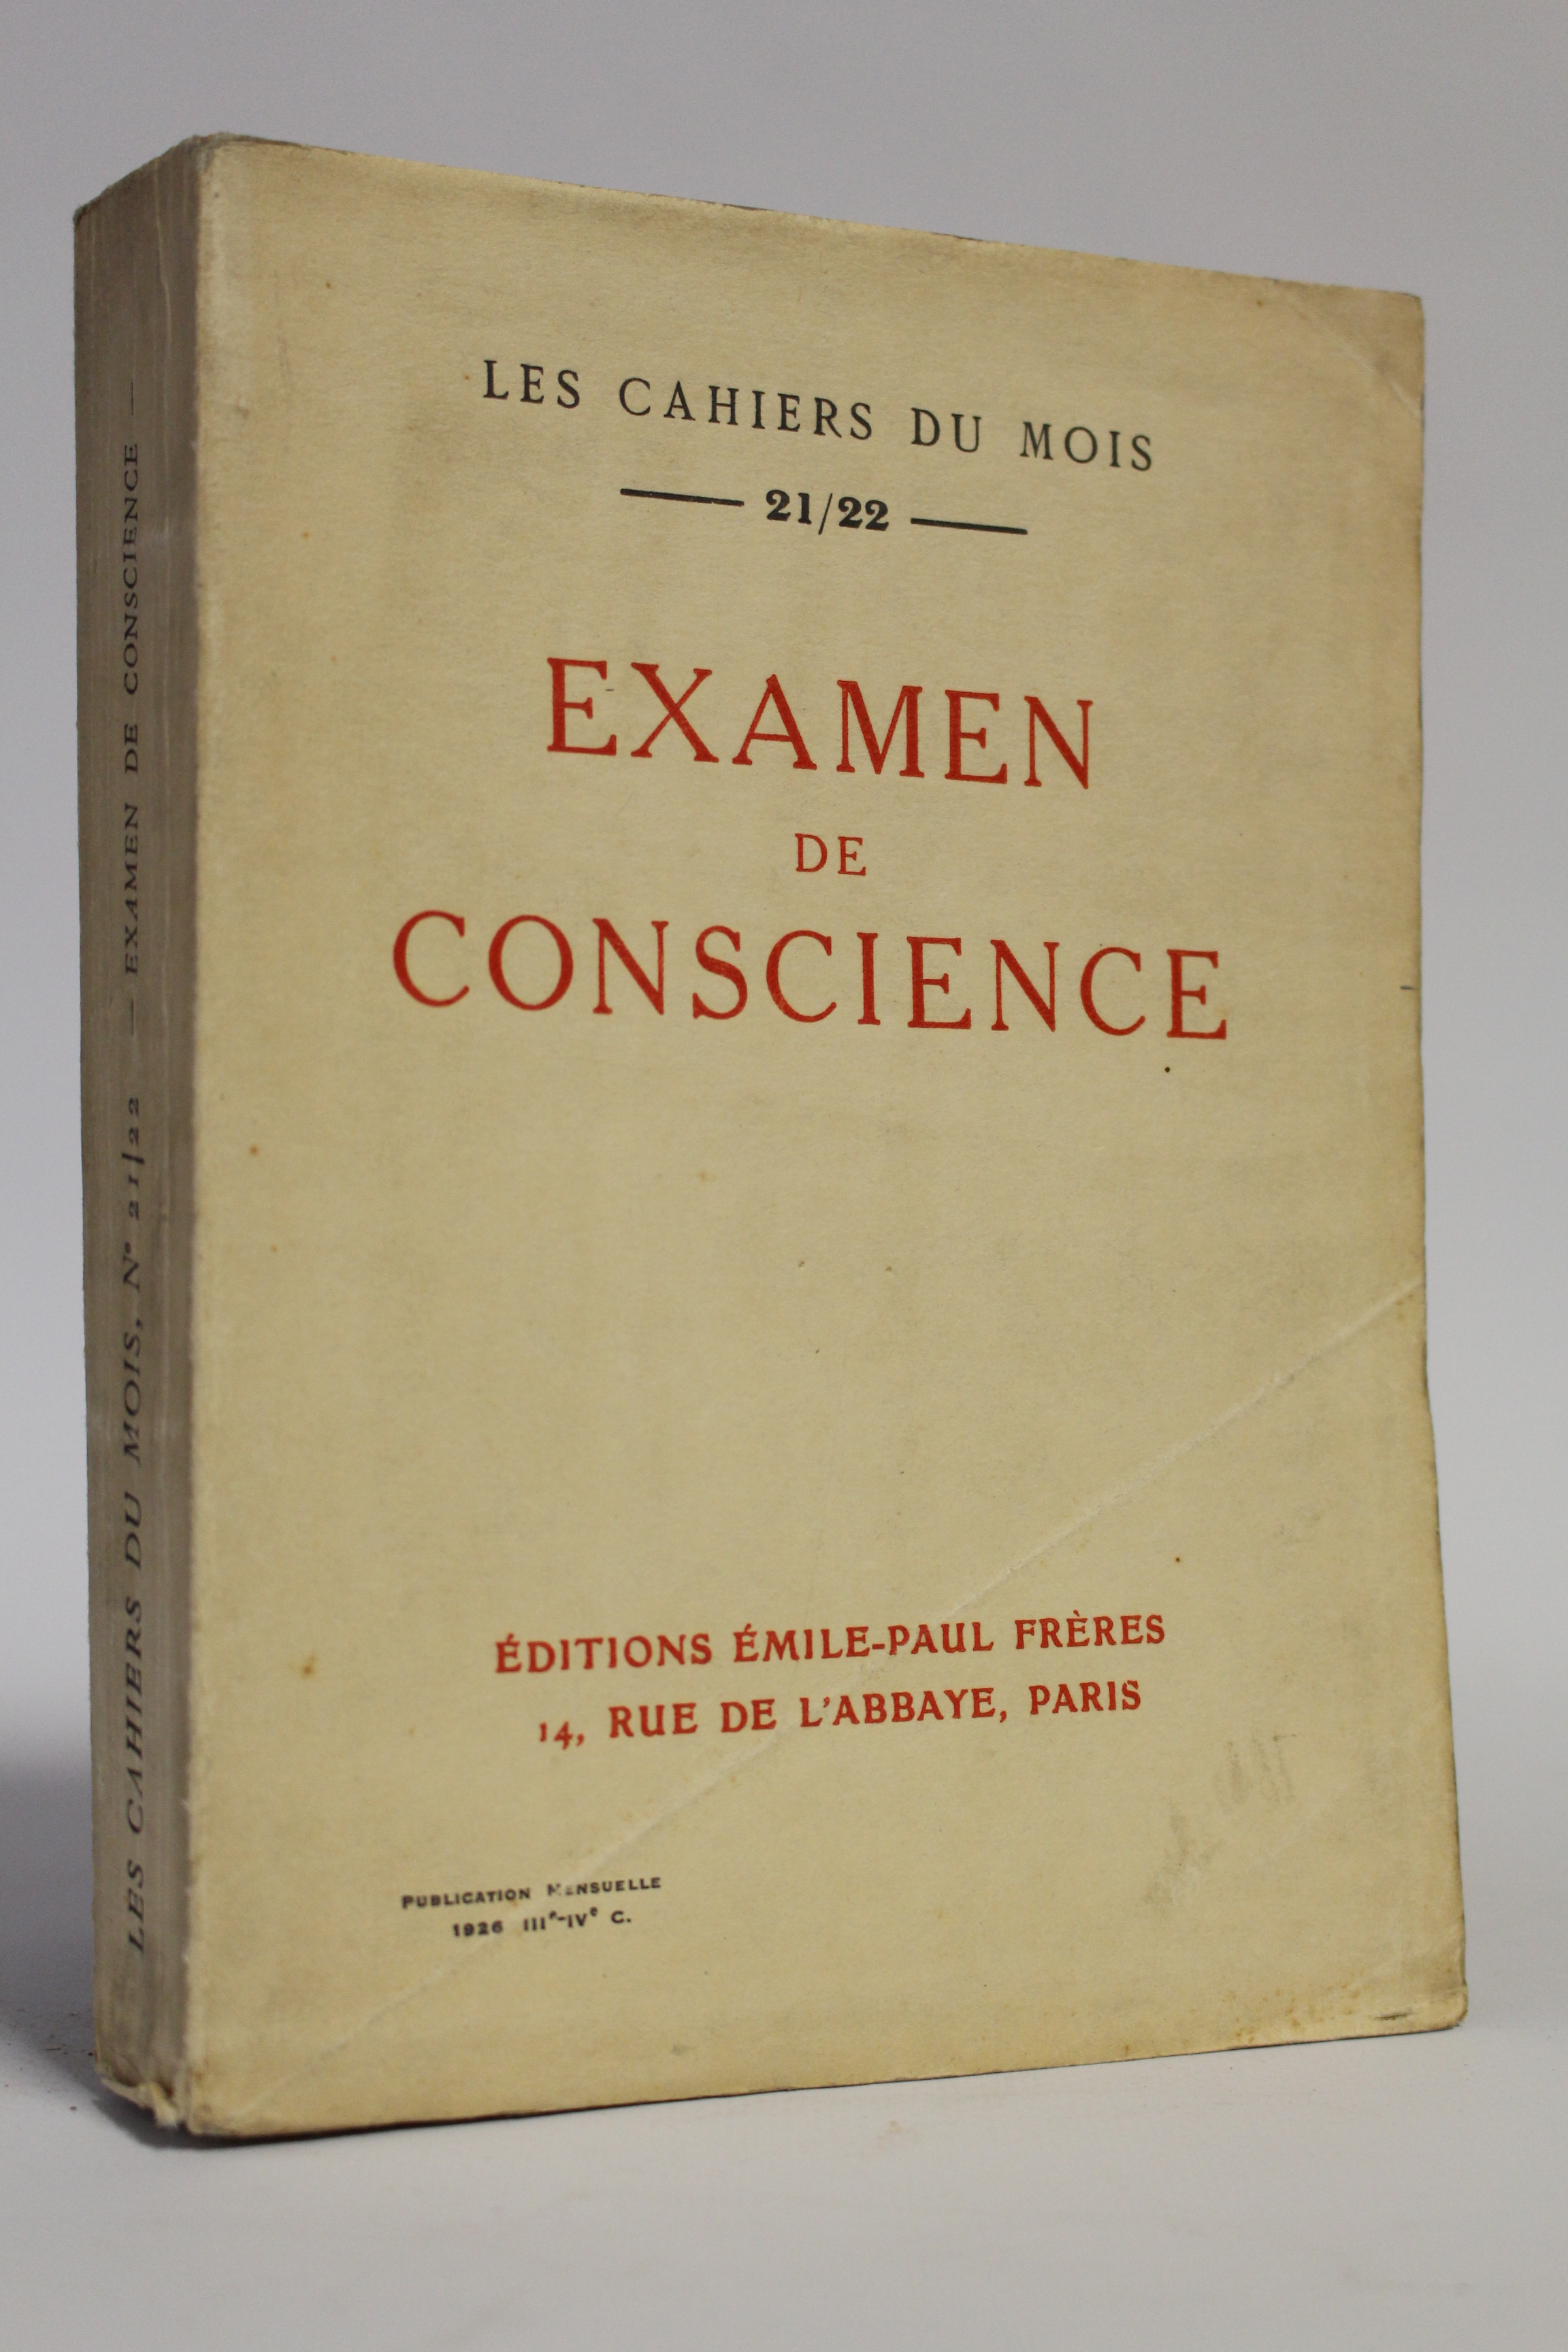 LES CAHIERS DU MOIS
21/22
EXAMEN
DE
CONSCIENCE
ÉDITIONS ÉMILE-PAUL FRÈRES
14, RUE DE L'ABBAYE, PARIS
PUBLICATION MENSUELLE
1926 IIIe-IVe C.
LES CAHIERS DU MOIS, N° 21/22 — EXAMEN DE CONSCIENCE —